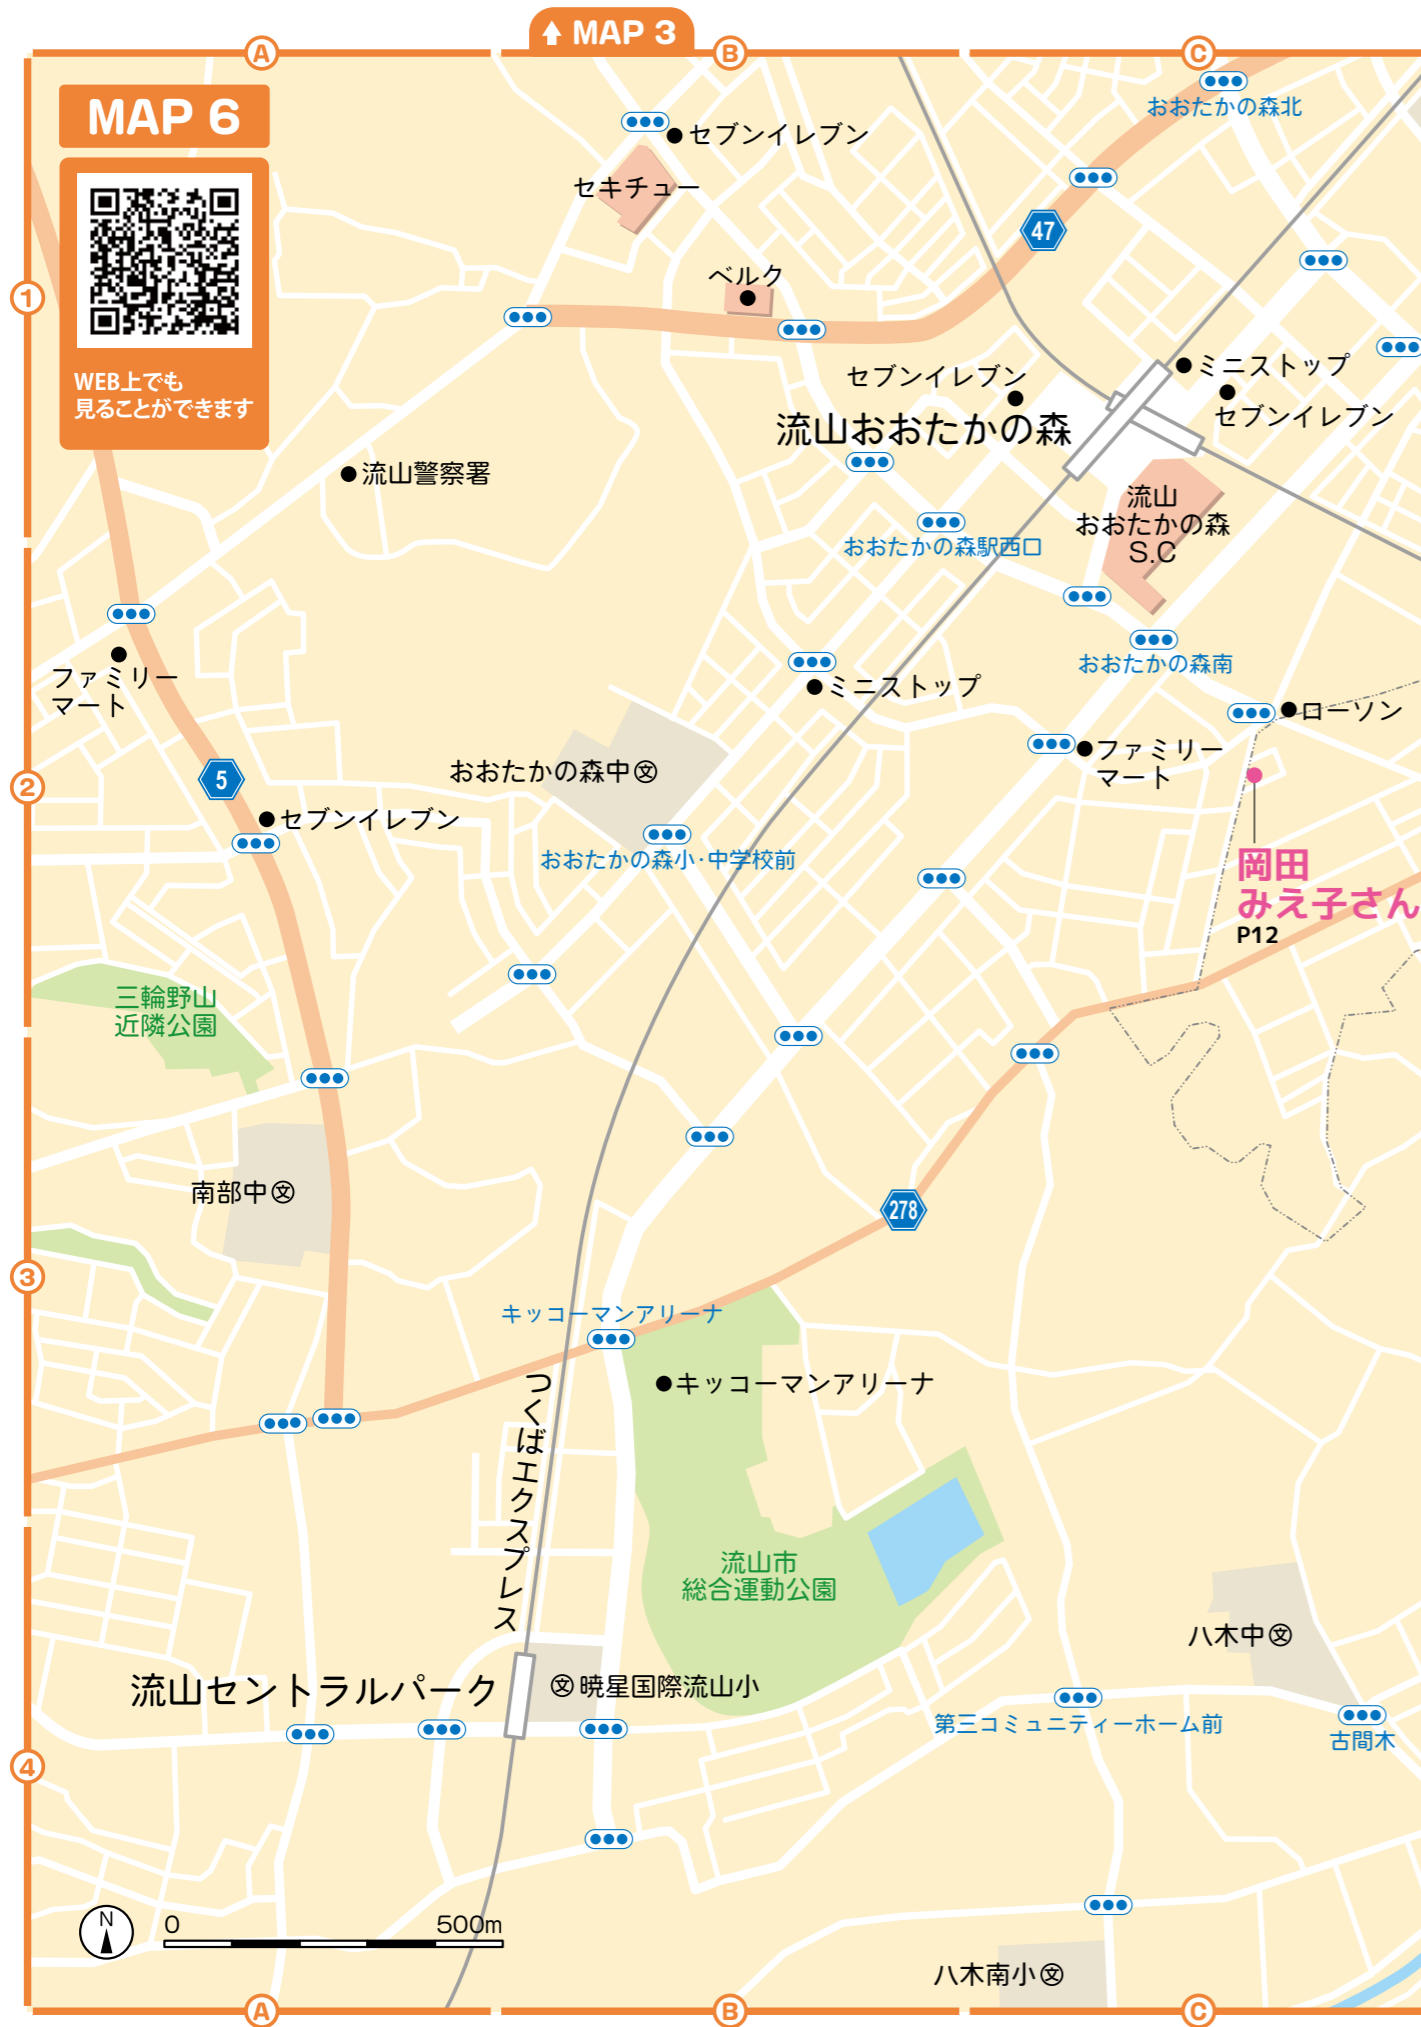 MAP 3
A
B
C
MAP 6
WEB上でも
見ることができます
おおたかの森北
セブンイレブン
セキチュー
47
ベルク
1
ミニストップ
セブンイレブン
セブンイレブン
流山おおたかの森
流山警察署
流山
おおたかの森
S.C
おおたかの森駅西口
おおたかの森南
ファミリー
マート
ミニストップ
ローソン
ファミリー
マート
おおたかの森中文
2
5
セブンイレブン
おおたかの森小・中学校前
岡田
みえ子さん
P12
三輪野山
近隣公園
南部中文
278
3
キッコーマンアリーナ
キッコーマンアリーナ
つくばエクスプレス
流山市
総合運動公園
八木中文
流山セントラルパーク
文暁星国際流山小
第三コミュニティーホーム前
古間木
4
N
0
500m
八木南小文
A
B
C